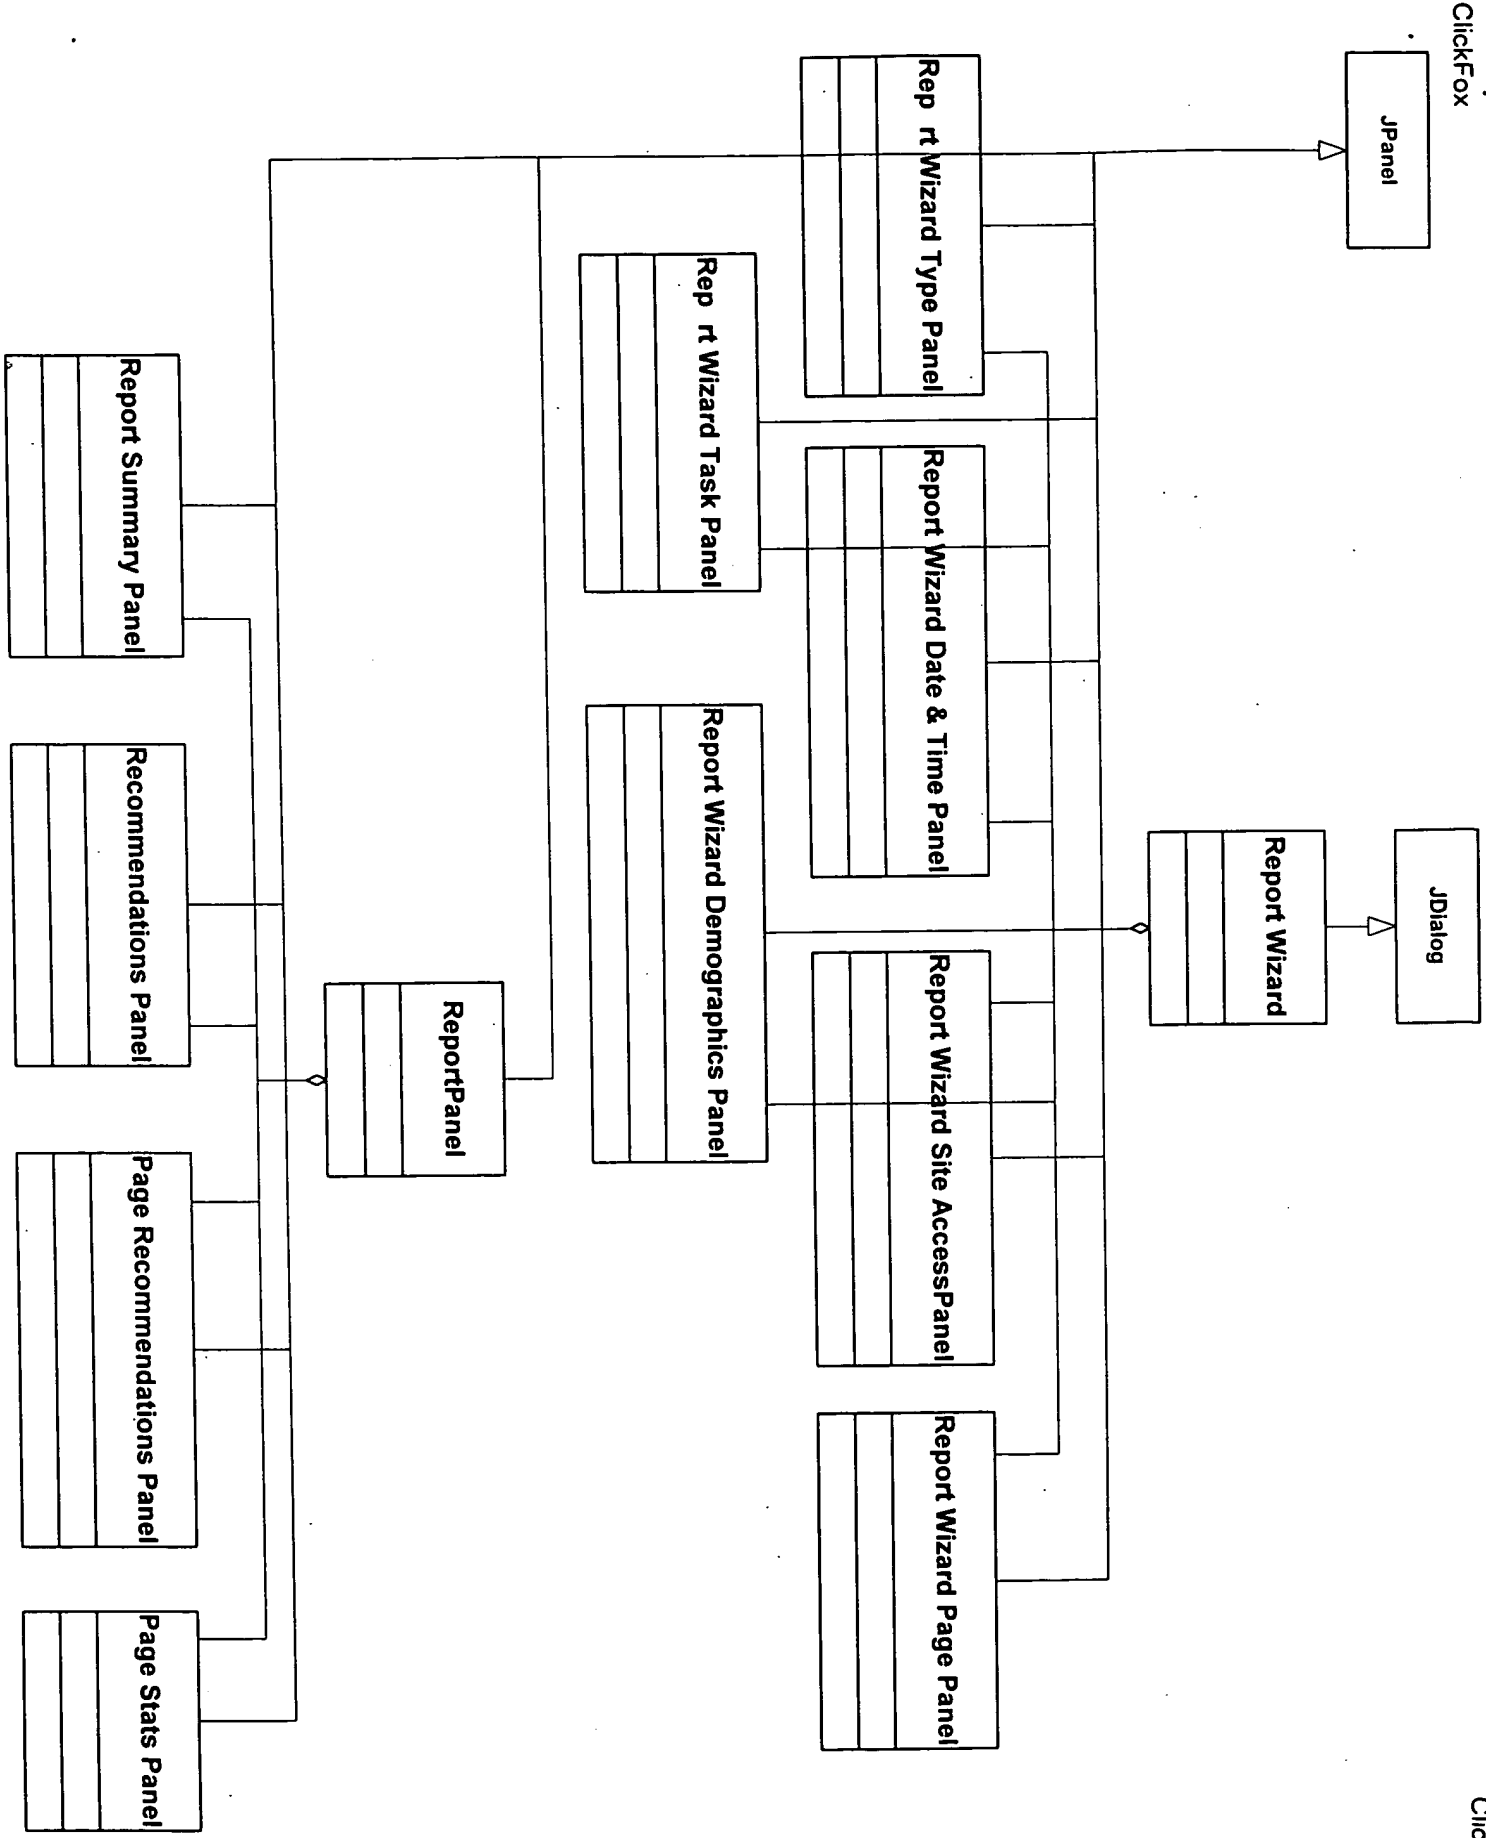 ClickFox
Clic
JPanel
JDialog
Report Wizard
Rep rt Wizard Type Panel
Report Wizard Date & Time Panel
Report Wizard Site AccessPanel
Report Wizard Page Panel
Rep rt Wizard Task Panel
Report Wizard Demographics Panel
ReportPanel
Report Summary Panel
Recommendations Panel
Page Recommendations Panel
Page Stats Panel